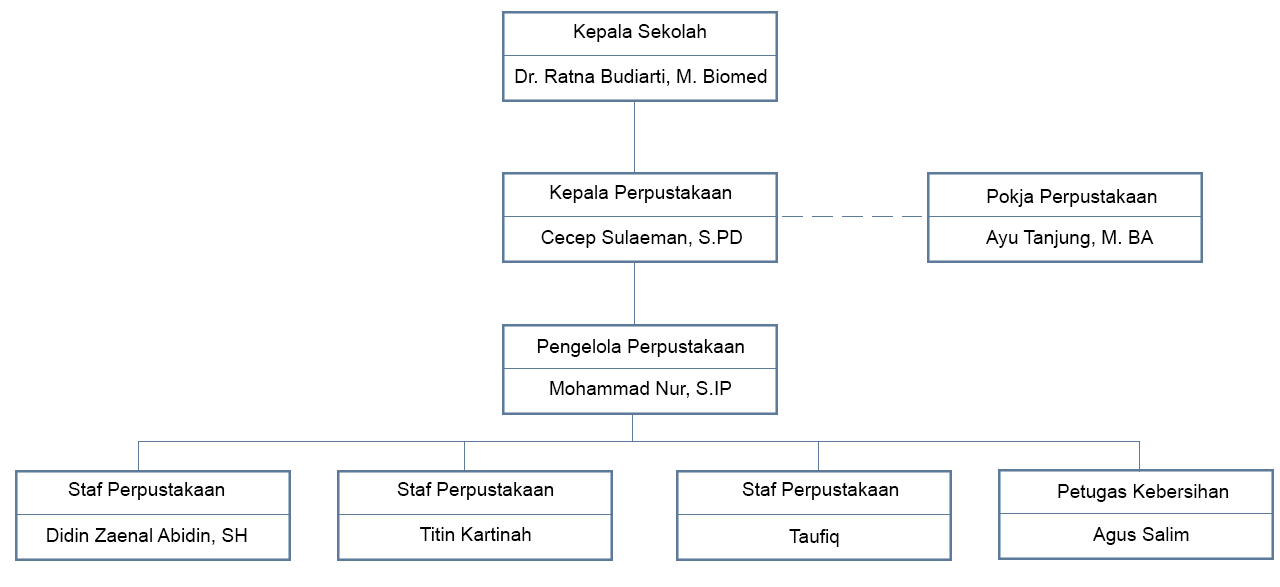 Kepala Sekolah
Dr. Ratna Budiarti, M. Biomed
Kepala Perpustakaan
Cecep Sulaeman, S.PD
Pokja Perpustakaan
Ayu Tanjung, M. BA
Pengelola Perpustakaan
Mohammad Nur, S.IP
Staf Perpustakaan
Didin Zaenal Abidin, SH
Staf Perpustakaan
Titin Kartinah
Staf Perpustakaan
Taufiq
Petugas Kebersihan
Agus Salim